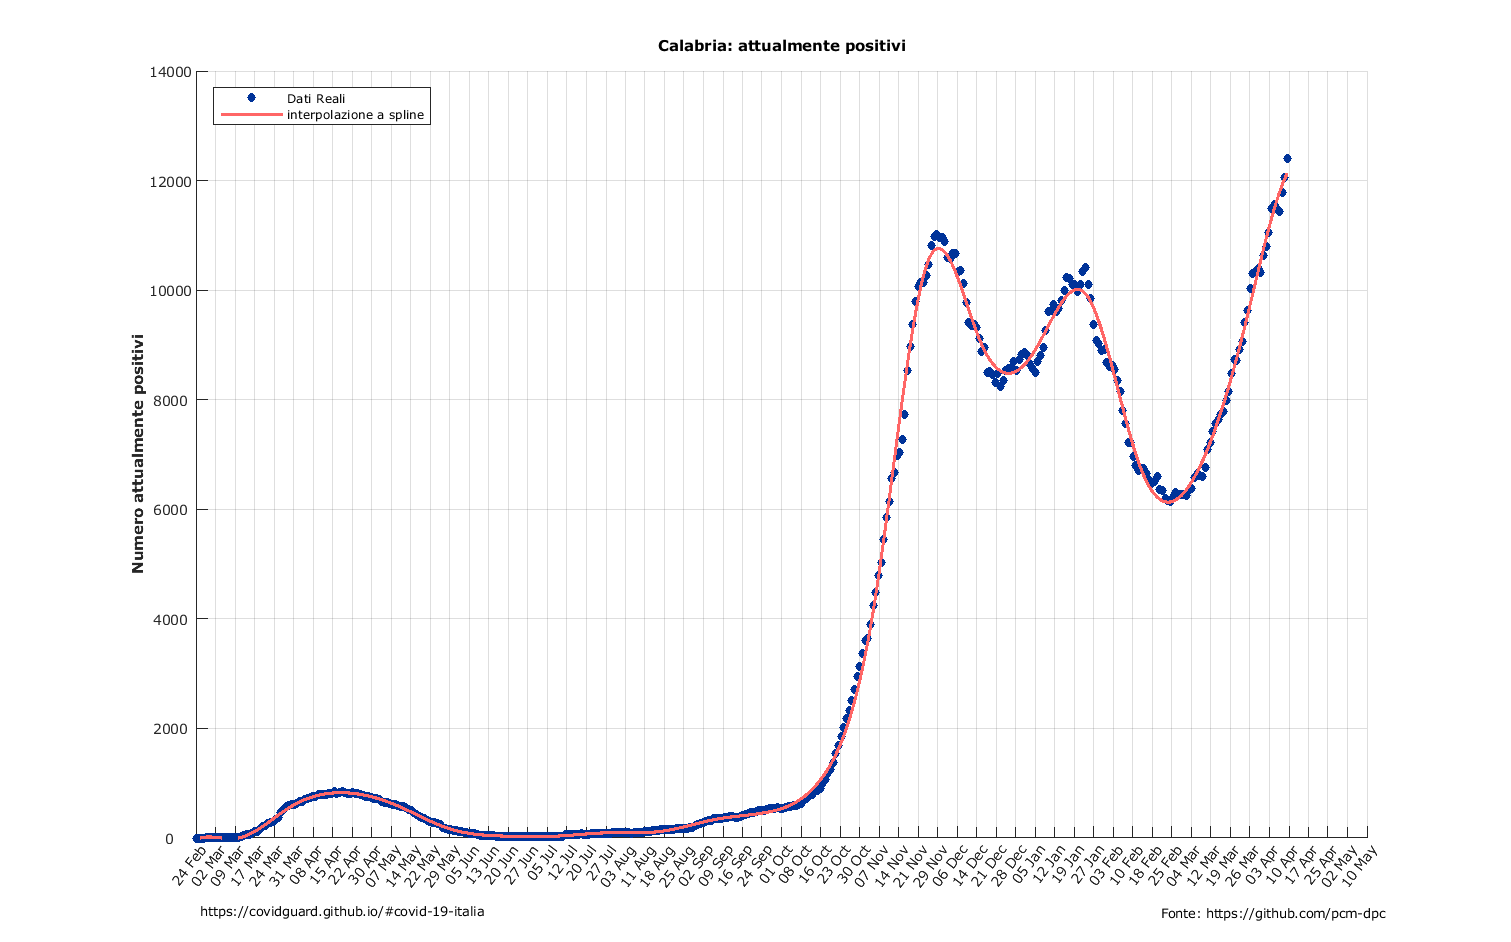 Calabria: attualmente positivi
Dati Reali
interpolazione a spline
Numero attualmente positivi
14000
12000
10000
8000
6000
4000
2000
0
24 Feb
02 Mar
09 Mar
17 Mar
24 Mar
31 Mar
08 Apr
15 Apr
22 Apr
30 Apr
07 May
14 May
22 May
29 May
05 Jun
13 Jun
20 Jun
27 Jun
05 Jul
12 Jul
20 Jul
27 Jul
03 Aug
11 Aug
18 Aug
25 Aug
02 Sep
09 Sep
16 Sep
24 Sep
01 Oct
08 Oct
16 Oct
23 Oct
30 Oct
07 Nov
14 Nov
21 Nov
29 Nov
06 Dec
14 Dec
21 Dec
28 Dec
05 Jan
12 Jan
19 Jan
27 Jan
03 Feb
10 Feb
18 Feb
25 Feb
04 Mar
12 Mar
19 Mar
26 Mar
03 Apr
10 Apr
17 Apr
25 Apr
02 May
10 May
https://covidguard.github.io/#covid-19-italia
Fonte: https://github.com/pcm-dpc